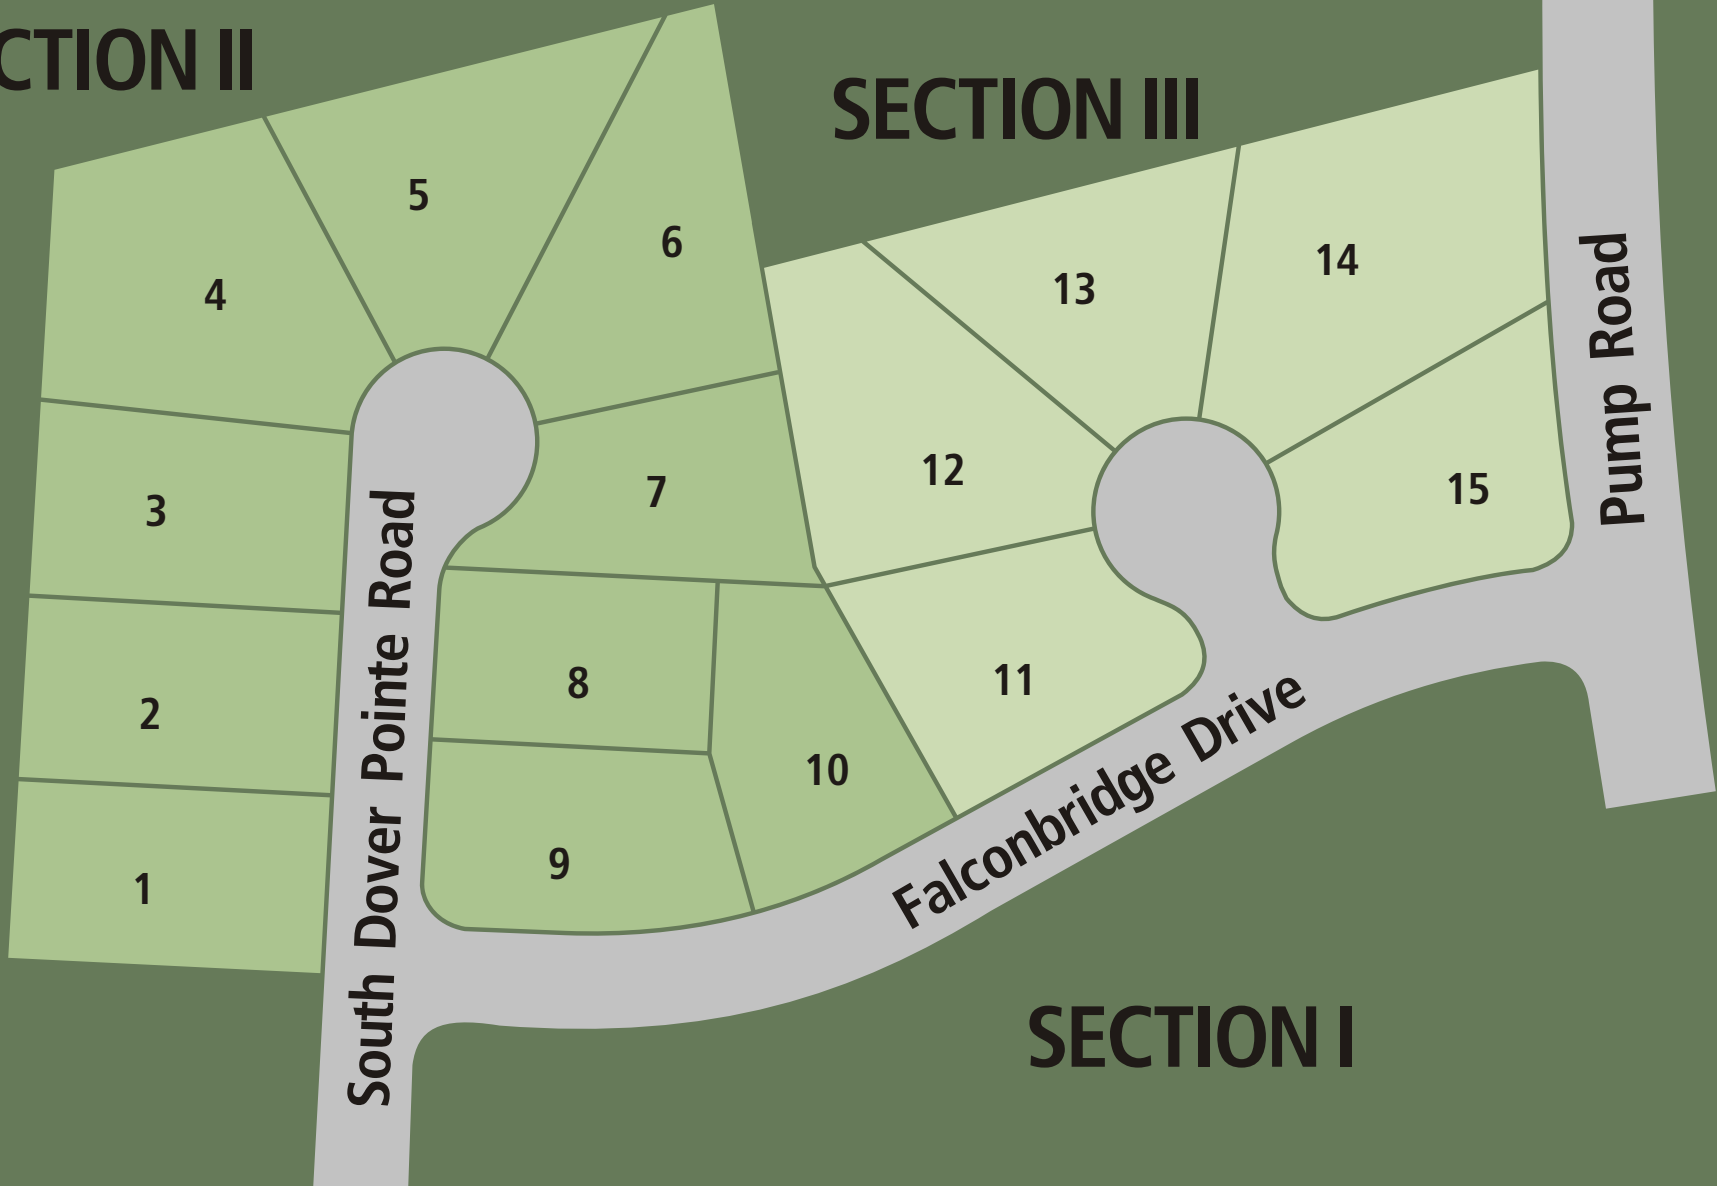 CTION II
SECTION III
5
6
4
14
13
12
15
7
3
8
11
2
10
9
1
Pump Road
South Dover Pointe Road
Falconbridge Drive
SECTION I